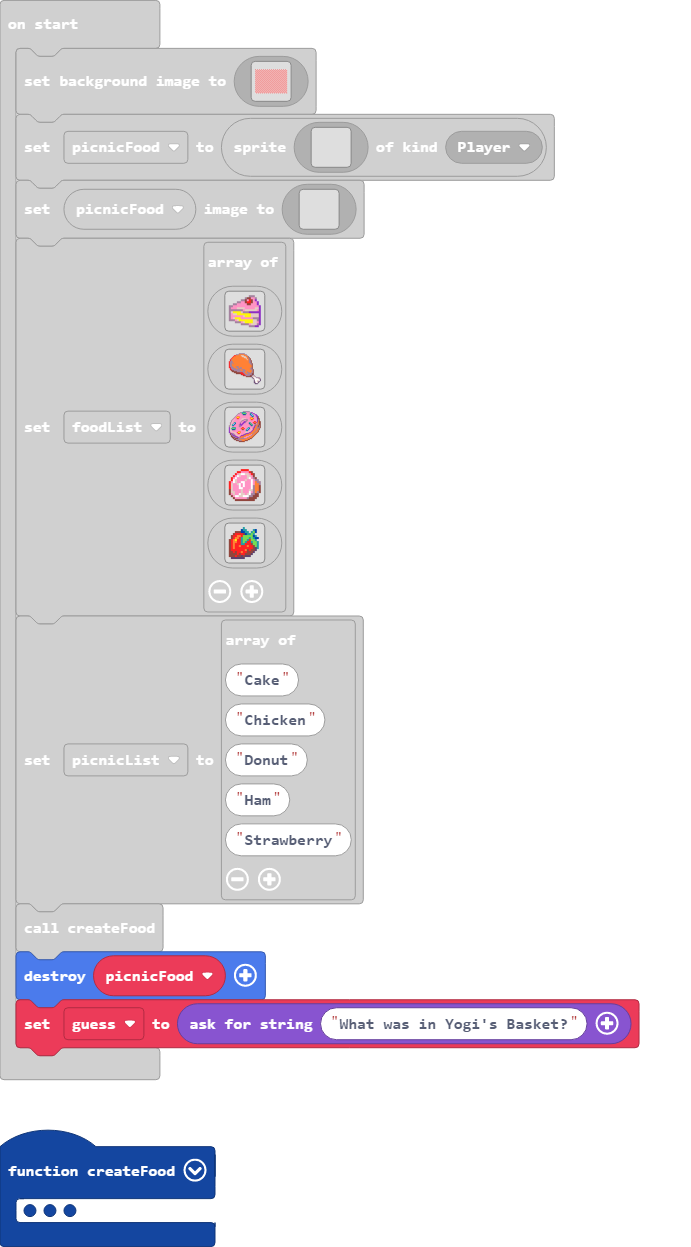 on start
set background image to
set picnicFood to sprite of kind Player
set picnicFood image to
array of
set foodList to
array of
"Cake"
"Chicken"
"Donut"
set picnicList to
"Ham"
"Strawberry"
call createFood
destroy picnicFood
set guess to ask for string "What was in Yogi's Basket?"
function createFood